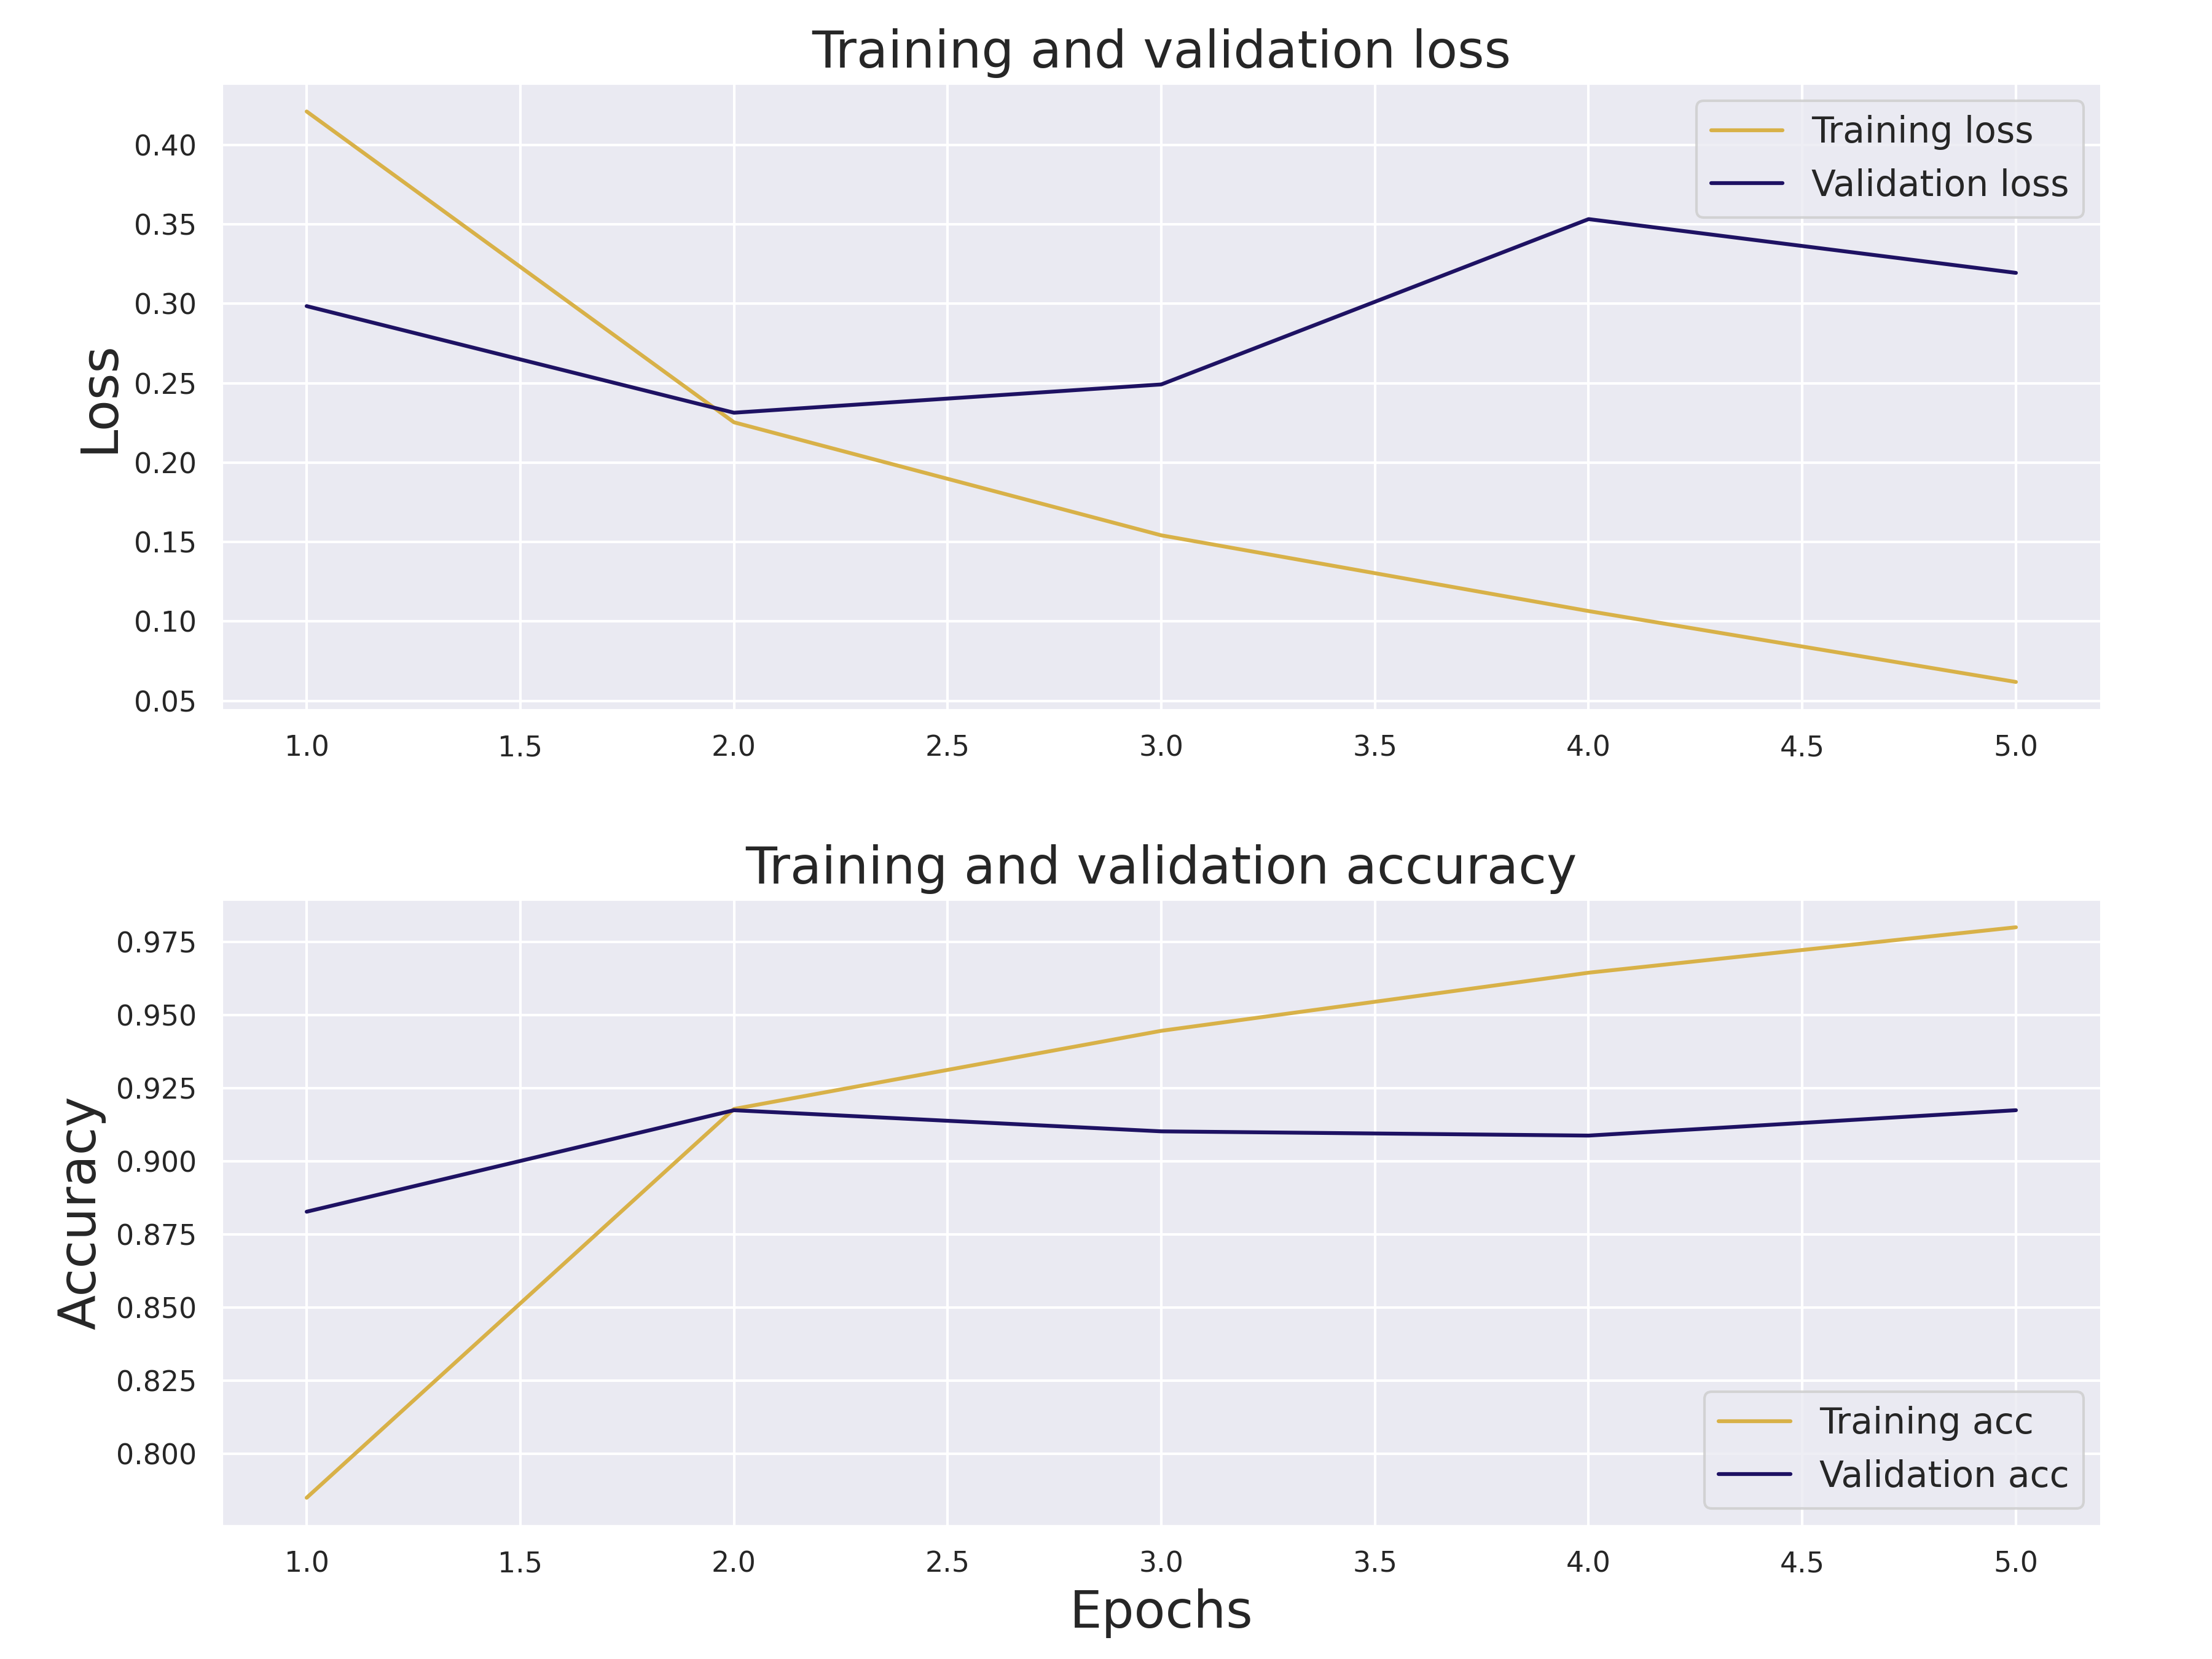 Training and validation loss
Training loss
Validation loss
Loss
0.40
0.35
0.30
0.25
0.20
0.15
0.10
0.05
1.0 1.5 2.0 2.5 3.0 3.5 4.0 4.5 5.0
Training and validation accuracy
Accuracy
0.975
0.950
0.925
0.900
0.875
0.850
0.825
0.800
Training acc
Validation acc
1.0 1.5 2.0 2.5 3.0 3.5 4.0 4.5 5.0
Epochs